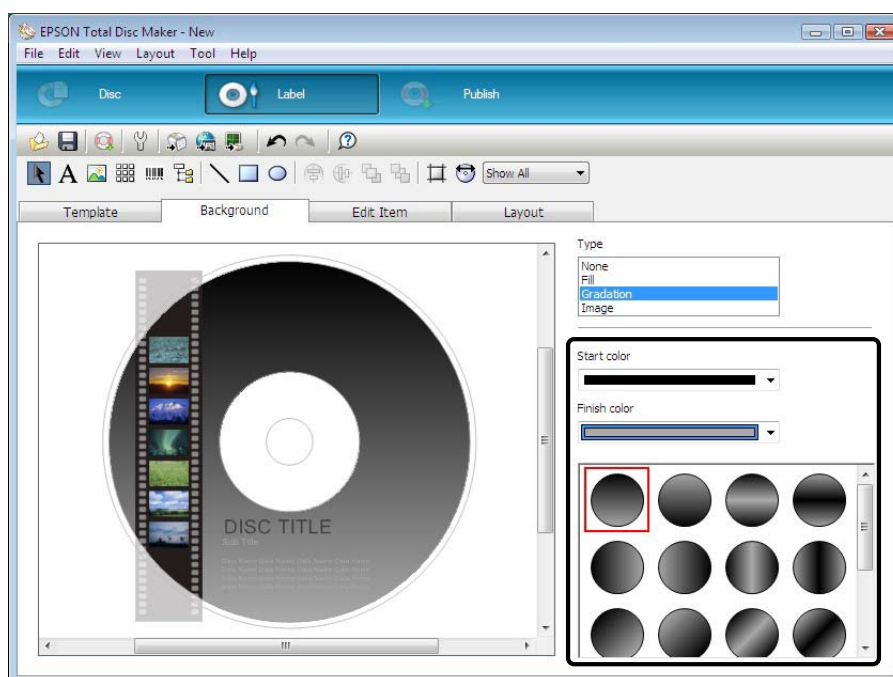 EPSON Total Disc Maker - New
File Edit View Layout Tool Help
Disc Label Publish
Show All
Template Background Edit Item Layout
Type
None
Fill
Gradation
Image
Start color
Finish color
DISC TITLE
Sub Title